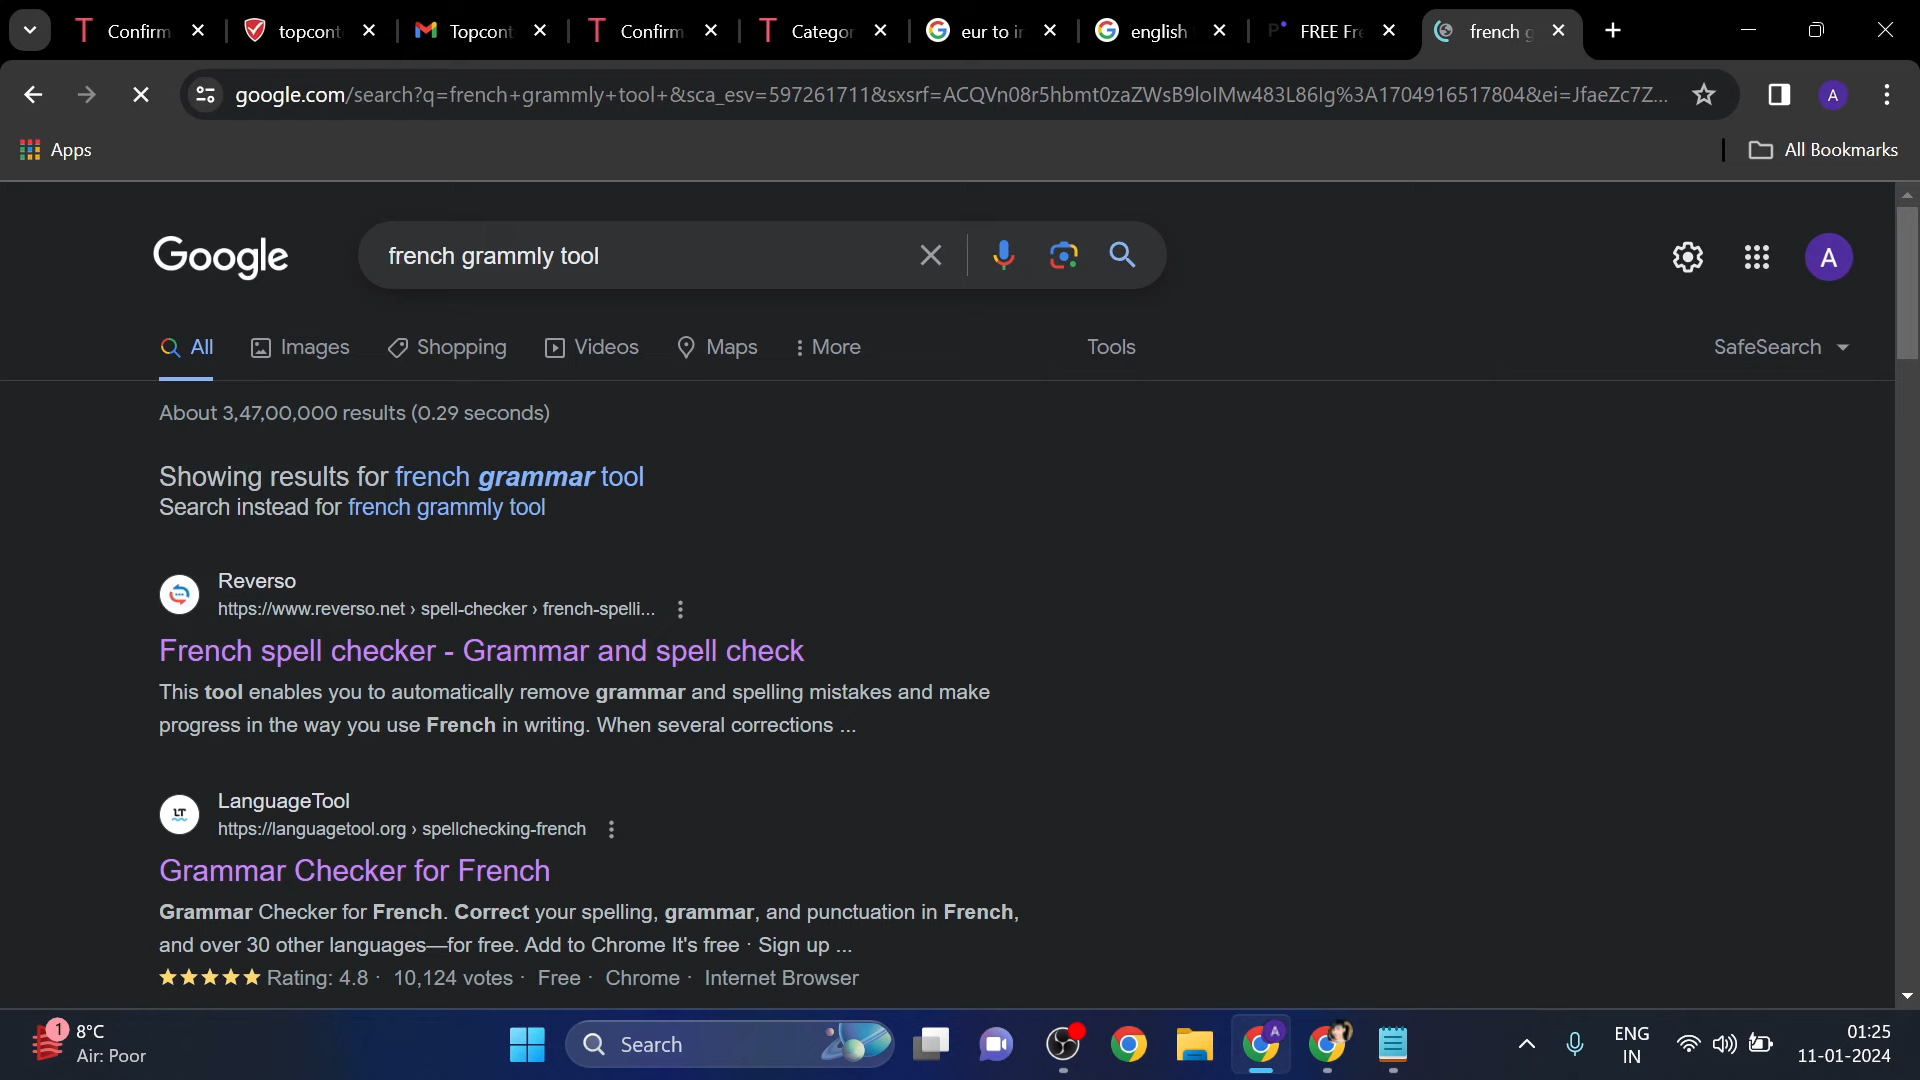 Confirm
topcont
Topcont
Confirm
Categor
eur to in
english
FREE Fre
french g
google.com/search?q=french+grammly+tool+&sca_esv=597261711&sxsrf=ACQVn08r5hbmt0zaZWsB9loIMw483L86Ig%3A1704916517804&ei=JfaeZc7Z...
A
Apps
All Bookmarks
Google
french grammly tool
A
All
Images
Shopping
Videos
Maps
More
Tools
SafeSearch
About 3,47,00,000 results (0.29 seconds)
Showing results for french grammar tool
Search instead for french grammly tool
Reverso
https://www.reverso.net › spell-checker › french-spelli...
French spell checker - Grammar and spell check
This tool enables you to automatically remove grammar and spelling mistakes and make
progress in the way you use French in writing. When several corrections ...
LT
LanguageTool
https://languagetool.org › spellchecking-french
Grammar Checker for French
Grammar Checker for French. Correct your spelling, grammar, and punctuation in French,
and over 30 other languages—for free. Add to Chrome It's free · Sign up ...
Rating: 4.8 · 10,124 votes · Free · Chrome · Internet Browser
1
8°C
Air: Poor
Search
A
ENG
IN
01:25
11-01-2024